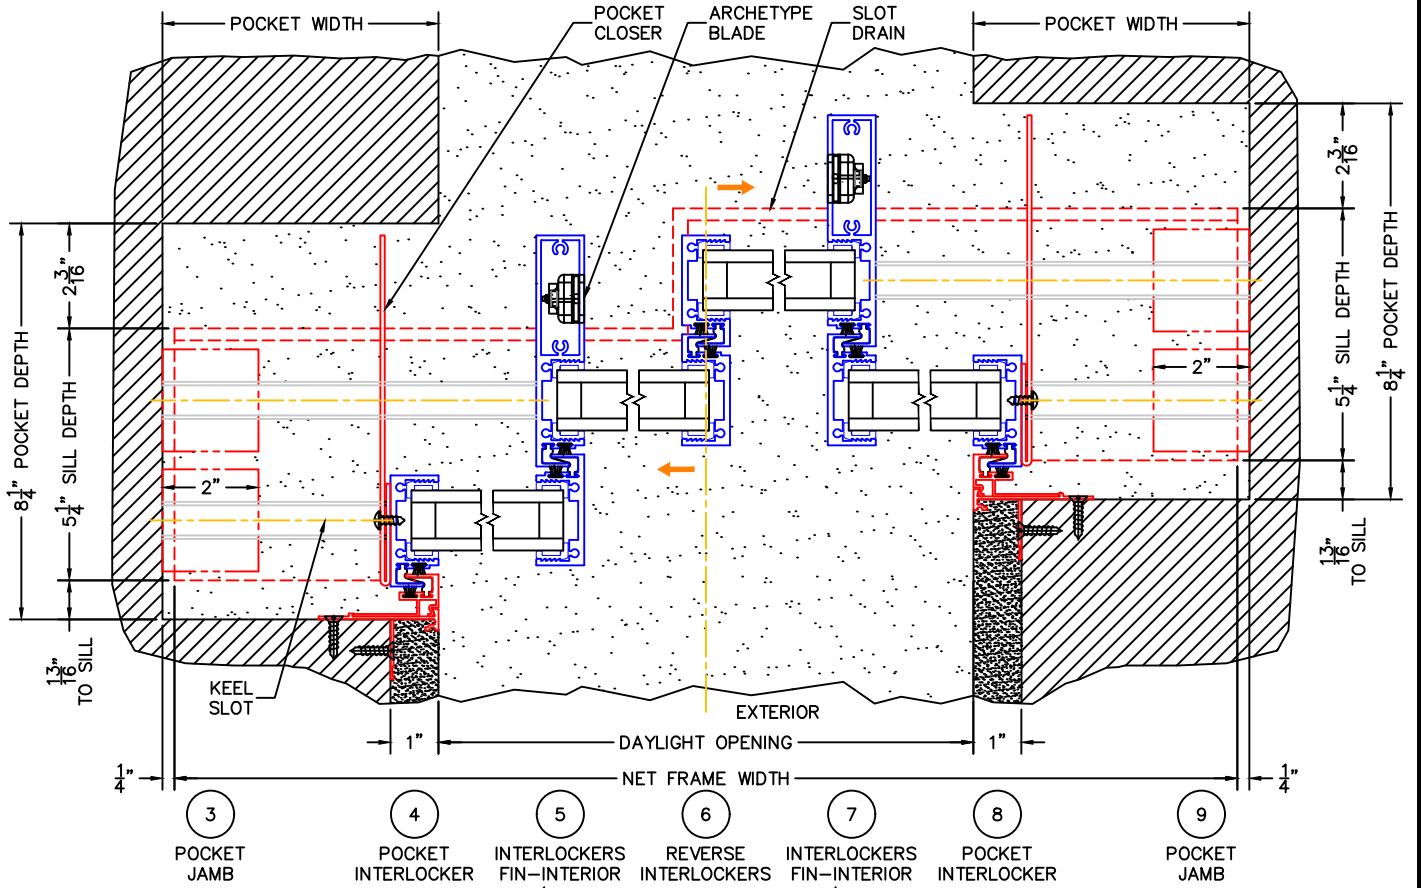 POCKET WIDTH
POCKET
CLOSER
ARCHETYPE
BLADE
SLOT
DRAIN
POCKET WIDTH
2 3/16"
8 1/4" POCKET DEPTH
5 1/4" SILL DEPTH
13/16
TO SILL
2"
2"
KEEL
SLOT
2 3/16"
5 1/4" SILL DEPTH
8 1/4" POCKET DEPTH
13/16"
TO SILL
EXTERIOR
1"
DAYLIGHT OPENING
1"
1/4"
NET FRAME WIDTH
1/4"
3
POCKET
JAMB
4
POCKET
INTERLOCKER
5
INTERLOCKERS
FIN-INTERIOR
6
REVERSE
INTERLOCKERS
7
INTERLOCKERS
FIN-INTERIOR
8
POCKET
INTERLOCKER
9
POCKET
JAMB